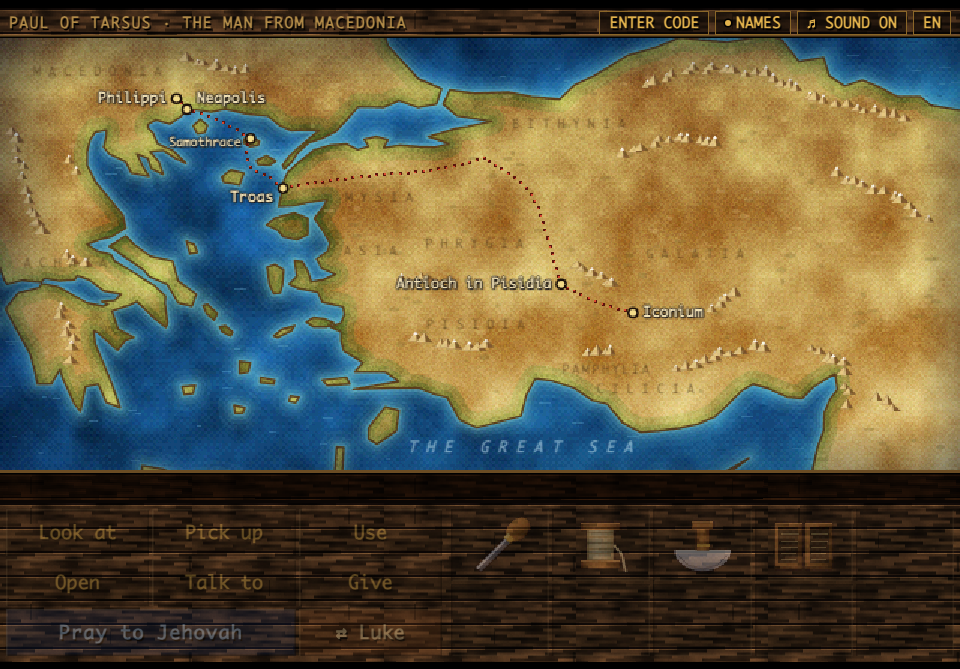 PAUL OF TARSUS · THE MAN FROM MACEDONIA
ENTER CODE
• NAMES
♬ SOUND ON
EN
MACEDONIA
Philippi
Neapolis
BITHYNIA
Samothrace
Troas
MYSIA
ASIA
PHRYGIA
GALATIA
ACHAIA
Antioch in Pisidia
Iconium
PISIDIA
PAMPHYLIA
CILICIA
THE GREAT SEA
Look at
Pick up
Use
Open
Talk to
Give
Pray to Jehovah
⇄ Luke